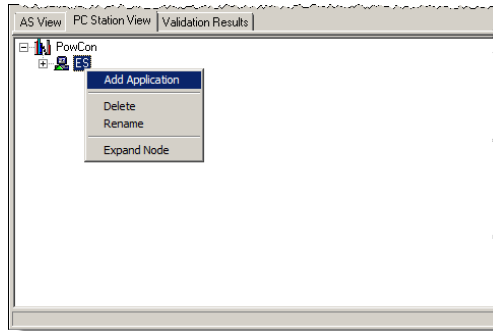 AS View PC Station View Validation Results
PowCon
ES
Add Application
Delete
Rename
Expand Node